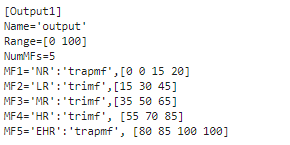 [Output1]
Name='output'
Range=[0 100]
NumMFs=5
MF1='NR':'trapmf',[0 0 15 20]
MF2='LR':'trimf',[15 30 45]
MF3='MR':'trimf',[35 50 65]
MF4='HR':'trimf', [55 70 85]
MF5='EHR':'trapmf', [80 85 100 100]